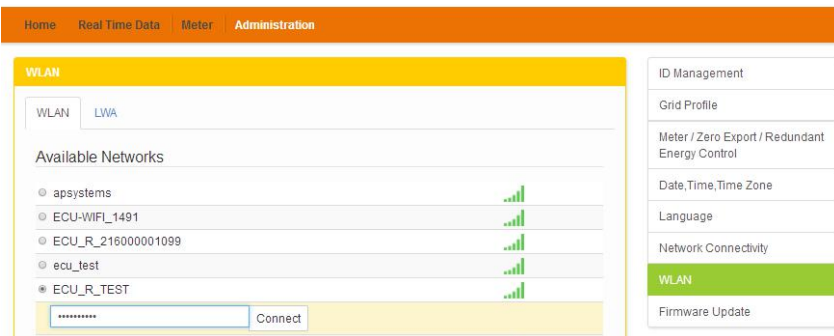 Home Real Time Data Meter Administration
WLAN
WLAN LWA
Available Networks
apsystems
ECU-WIFI_1491
ECU_R_216000001099
ecu_test
ECU_R_TEST
•••••••••• Connect
ID Management
Grid Profile
Meter / Zero Export / Redundant
Energy Control
Date,Time,Time Zone
Language
Network Connectivity
WLAN
Firmware Update